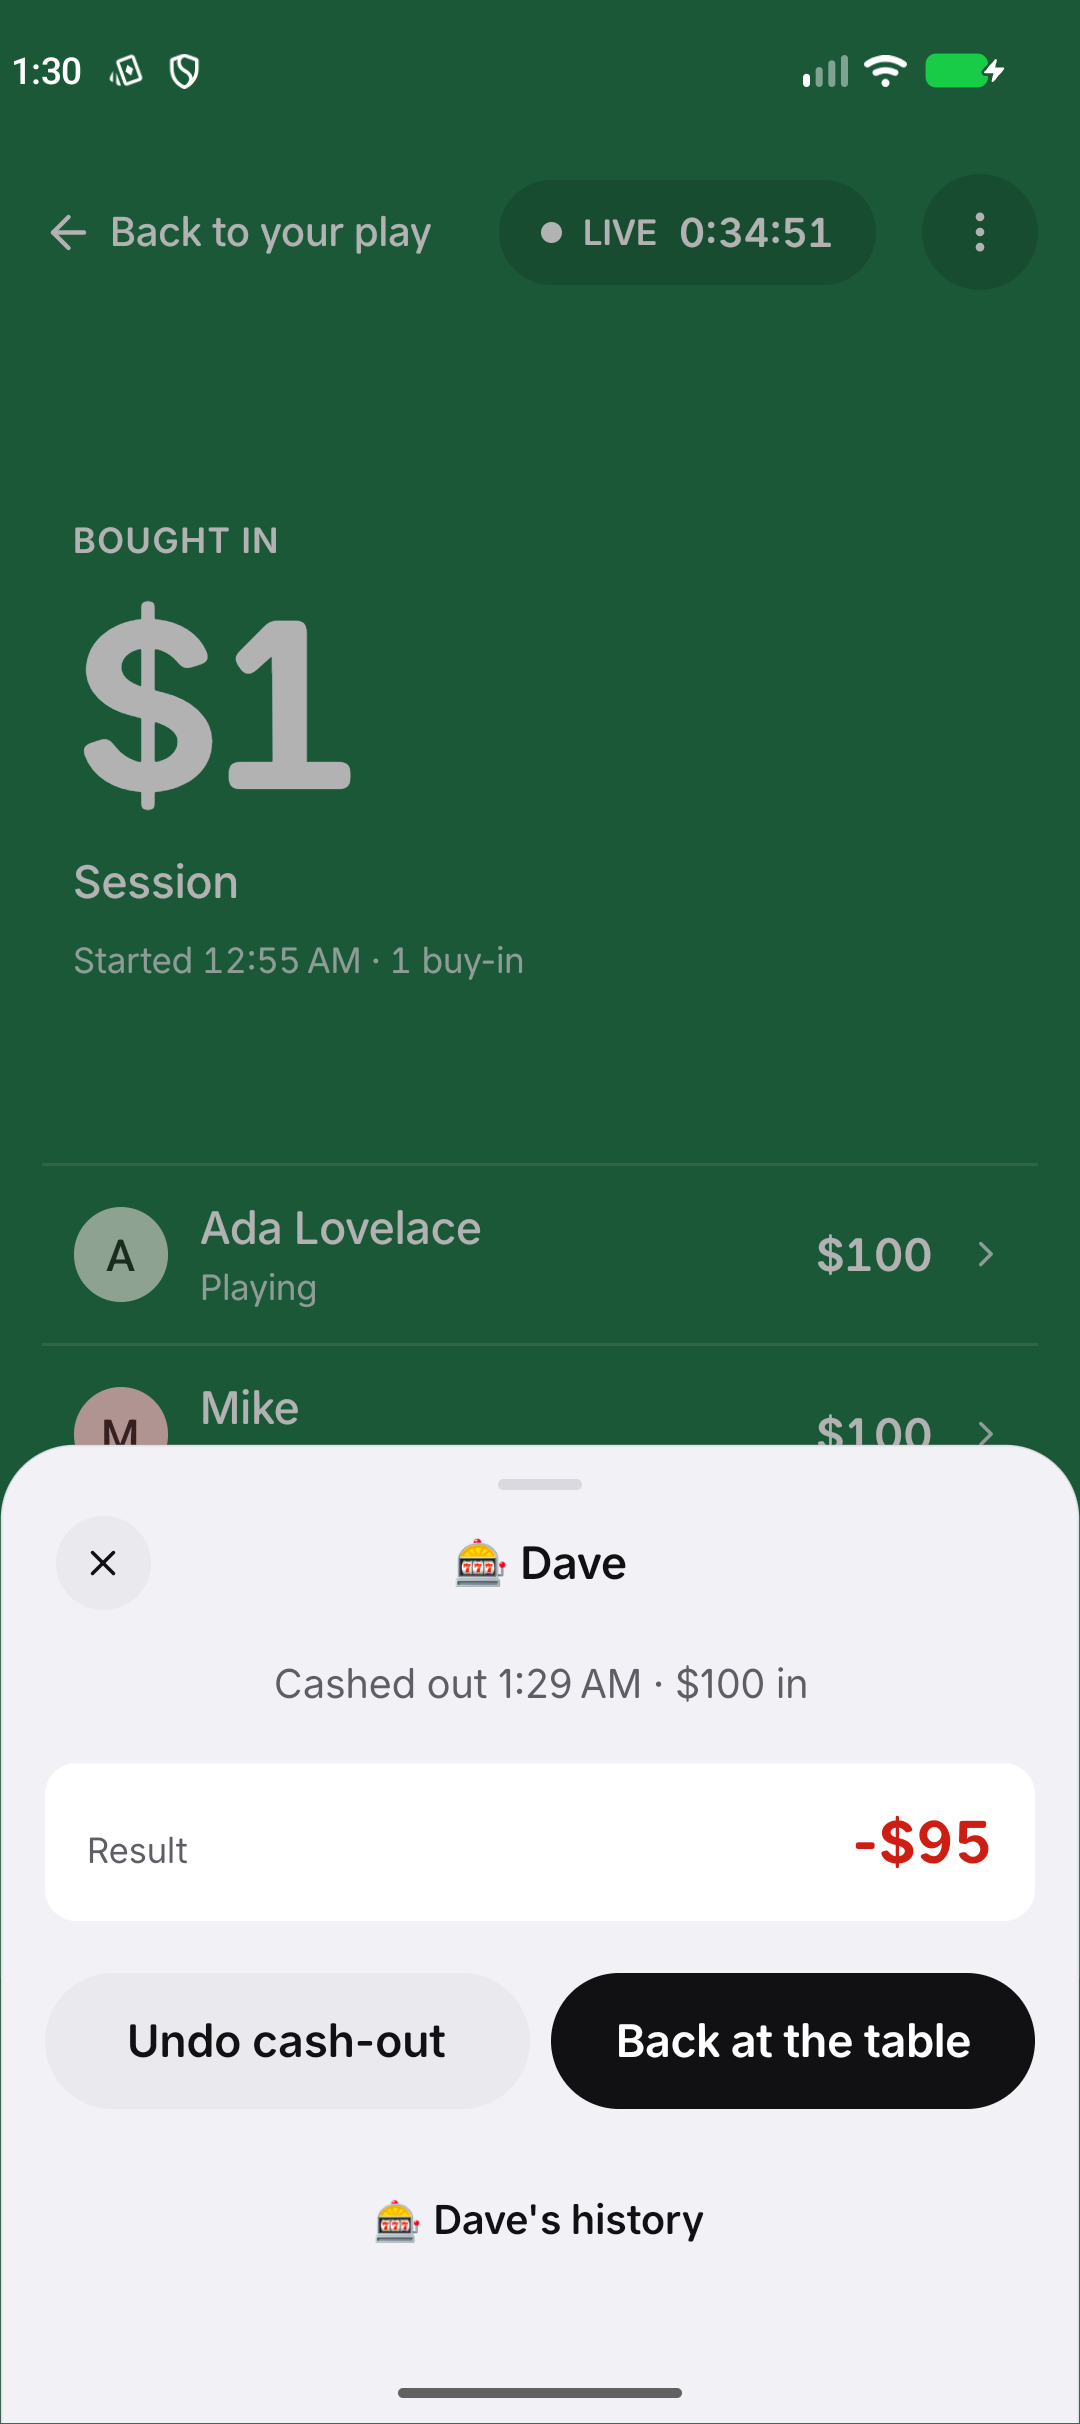 1:30
Back to your play
LIVE 0:34:51
BOUGHT IN
$1
Session
Started 12:55 AM · 1 buy-in
A
Ada Lovelace
$100
Playing
M
Mike
$100
🎰 Dave
Cashed out 1:29 AM · $100 in
Result
-$95
Undo cash-out
Back at the table
🎰 Dave's history